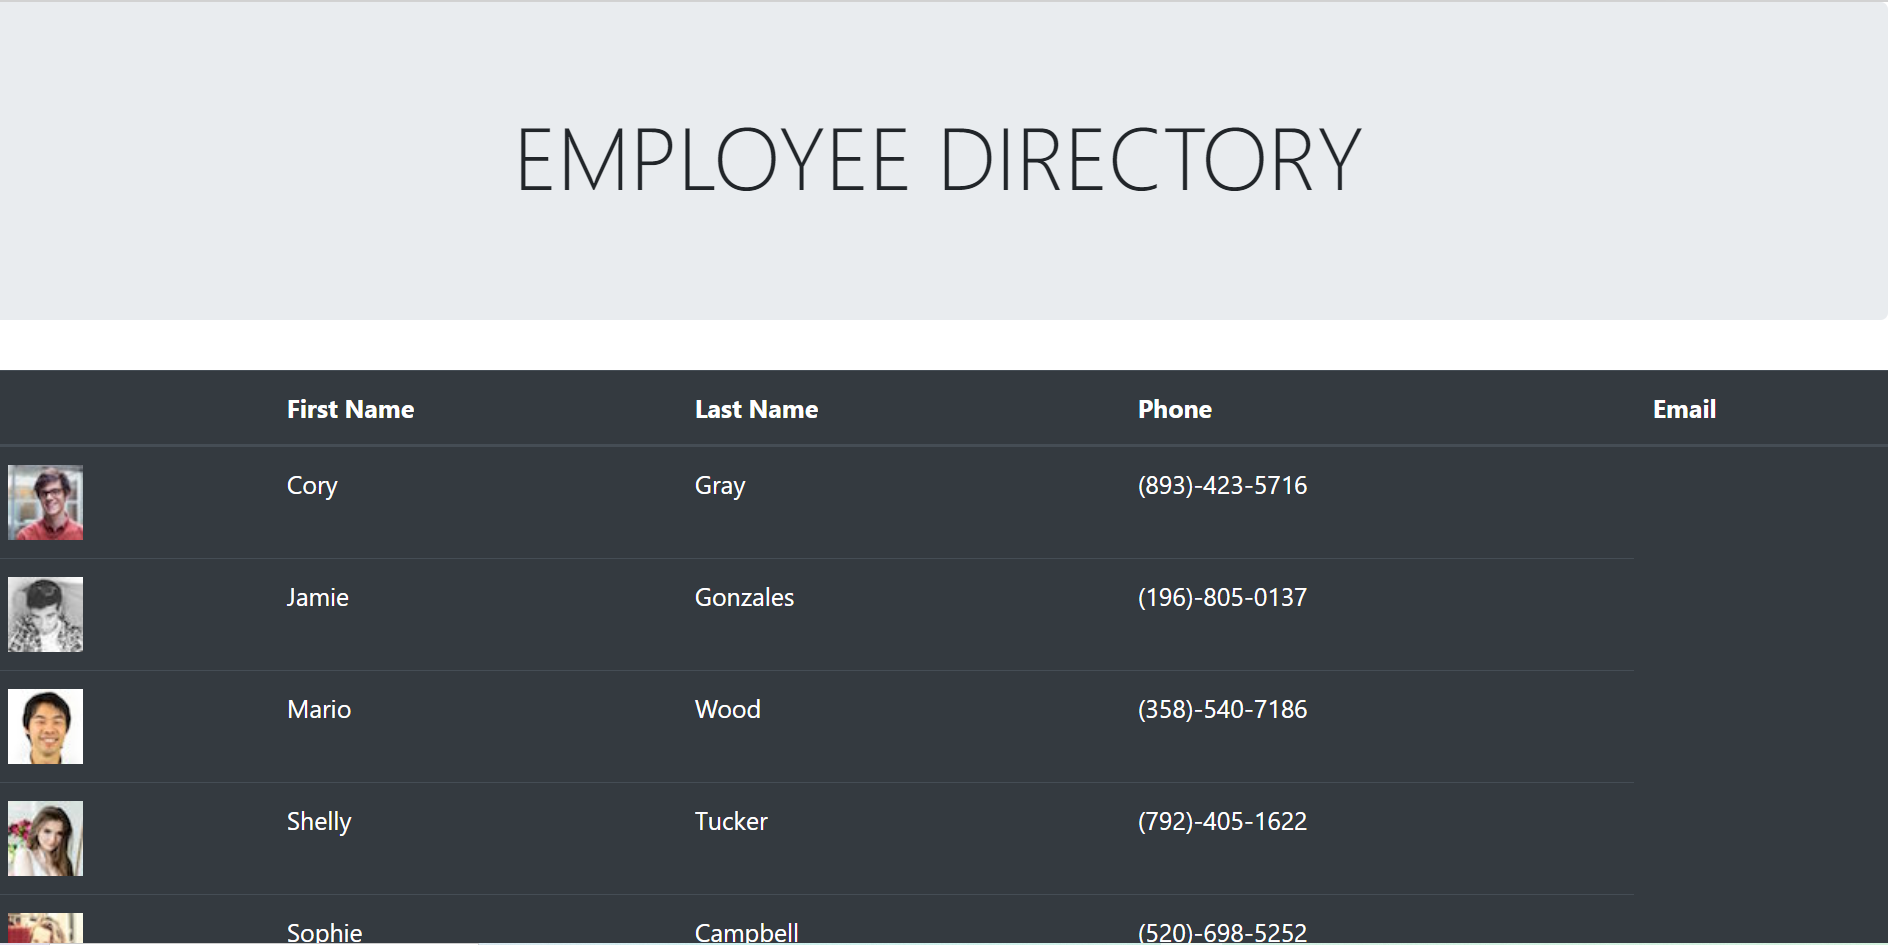 EMPLOYEE DIRECTORY
First Name Last Name Phone Email
Cory Gray (893)-423-5716
Jamie Gonzales (196)-805-0137
Mario Wood (358)-540-7186
Shelly Tucker (792)-405-1622
Sophie Campbell (520)-698-5252